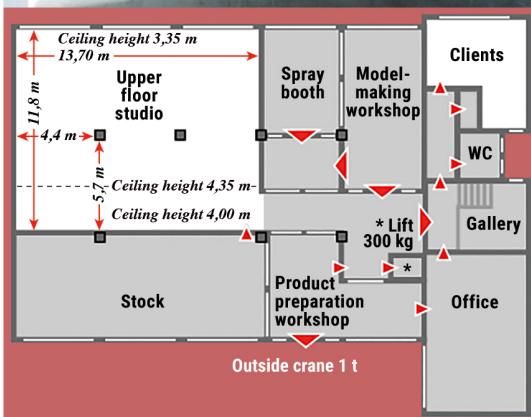 Ceiling height 3,35 m
13,70 m
Upper
floor
studio
11,8 m
4,4 m
5,7 m
Ceiling height 4,35 m
Ceiling height 4,00 m
Spray
booth
Model-
making
workshop
Clients
WC
* Lift
300 kg
Gallery
*
Stock
Product
preparation
workshop
Office
Outside crane 1 t